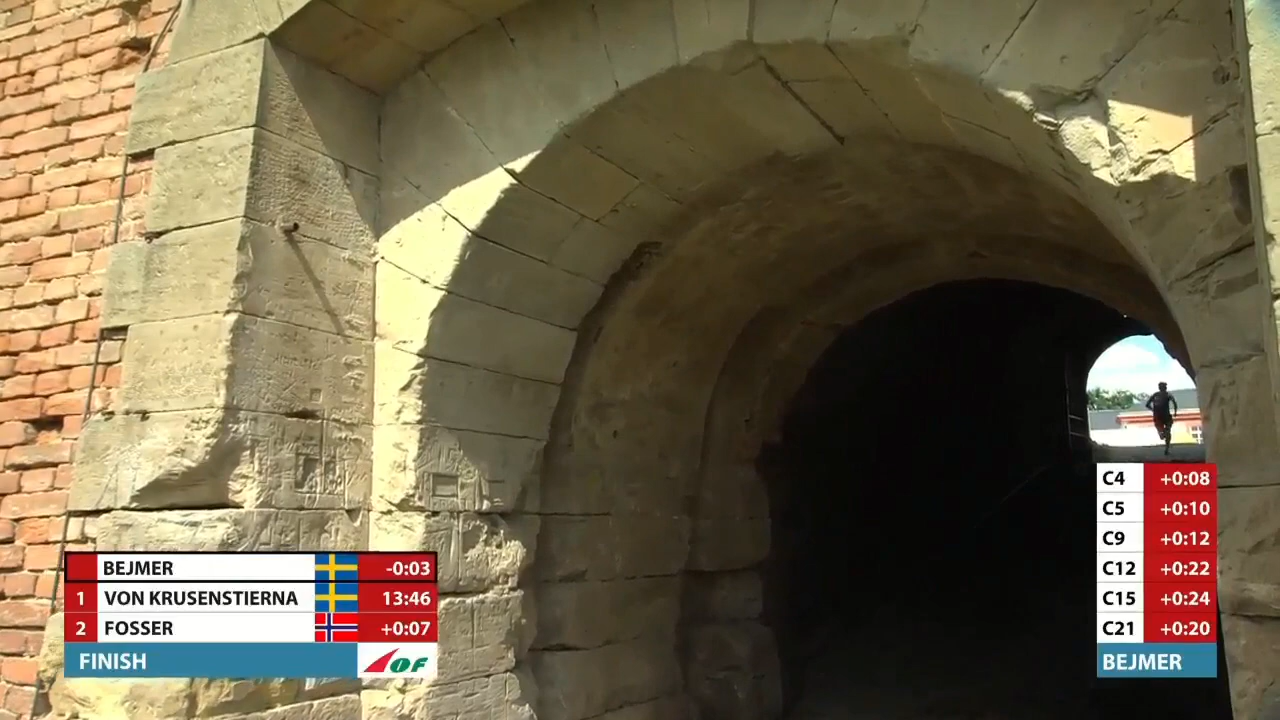 C4 +0:08
C5 +0:10
C9 +0:12
C12 +0:22
C15 +0:24
C21 +0:20
BEJMER
BEJMER -0:03
1 VON KRUSENSTIERNA 13:46
2 FOSSER +0:07
FINISH IOF